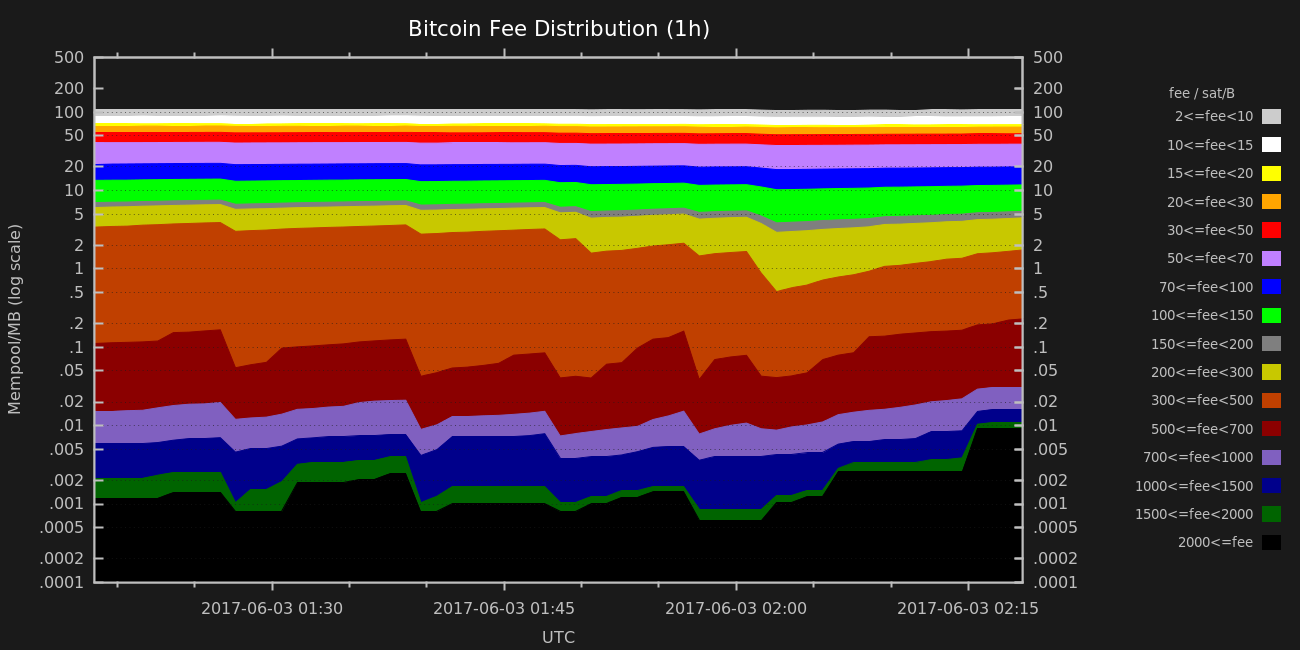 Bitcoin Fee Distribution (1h)
Mempool/MB (log scale)
500
200
100
50
20
10
5
2
1
.5
.2
.1
.05
.02
.01
.005
.002
.001
.0005
.0002
.0001
500
200
100
50
20
10
5
2
1
.5
.2
.1
.05
.02
.01
.005
.002
.001
.0005
.0002
.0001
2017-06-03 01:30 2017-06-03 01:45 2017-06-03 02:00 2017-06-03 02:15
UTC
fee / sat/B
2<=fee<10
10<=fee<15
15<=fee<20
20<=fee<30
30<=fee<50
50<=fee<70
70<=fee<100
100<=fee<150
150<=fee<200
200<=fee<300
300<=fee<500
500<=fee<700
700<=fee<1000
1000<=fee<1500
1500<=fee<2000
2000<=fee